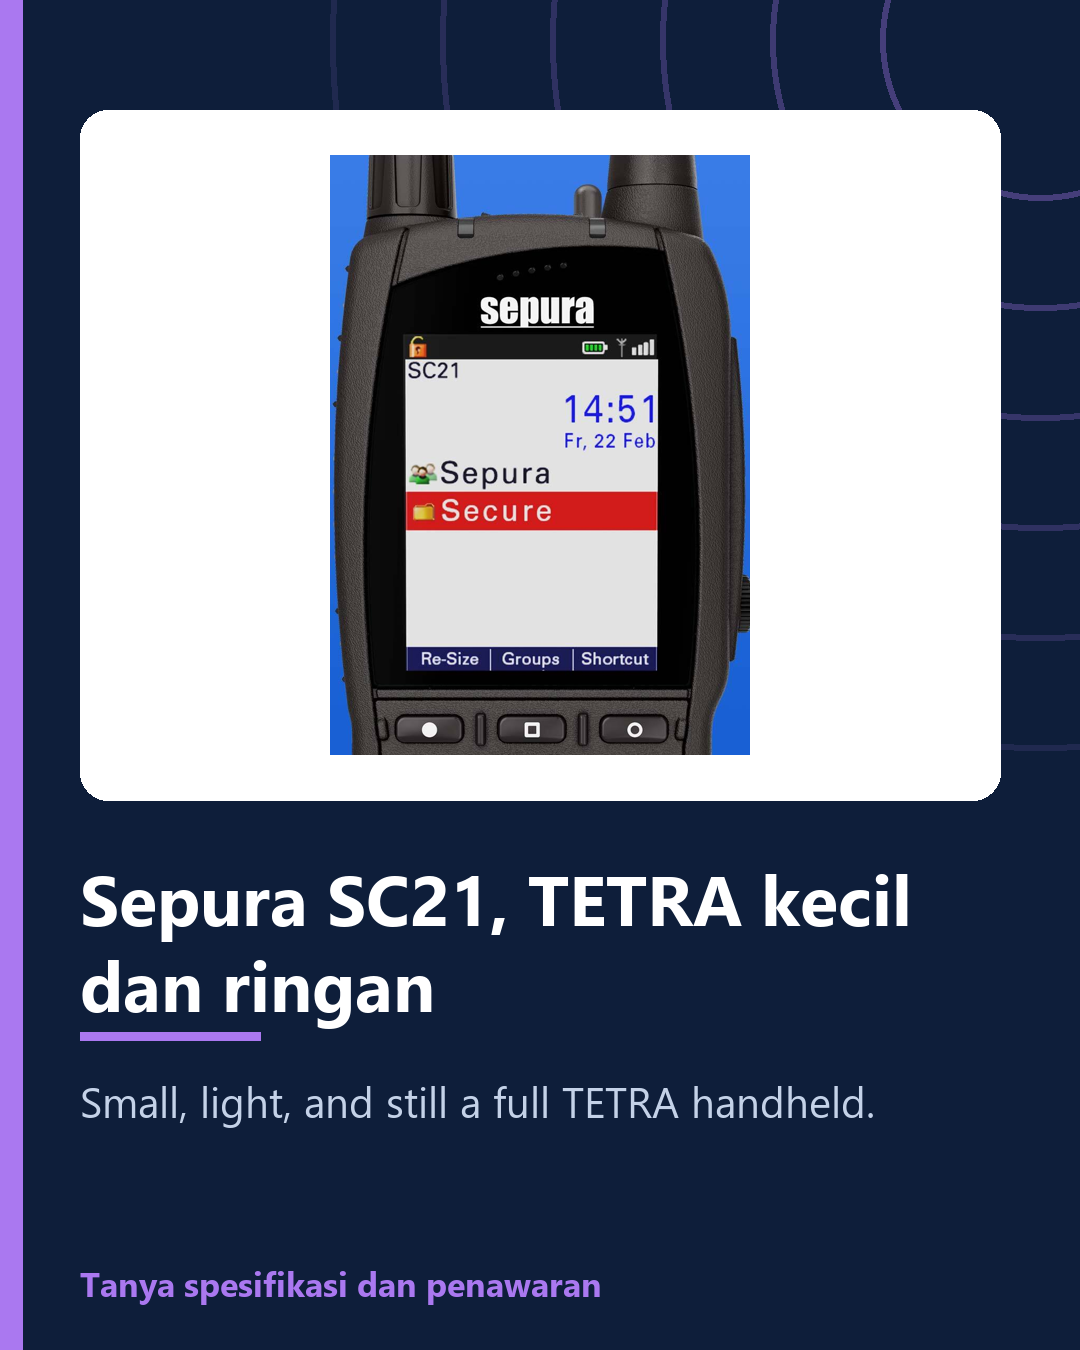 sepura
SC21
14:51
Fr, 22 Feb
Sepura
Secure
Re-Size Groups Shortcut
Sepura SC21, TETRA kecil
dan ringan
Small, light, and still a full TETRA handheld.
Tanya spesifikasi dan penawaran